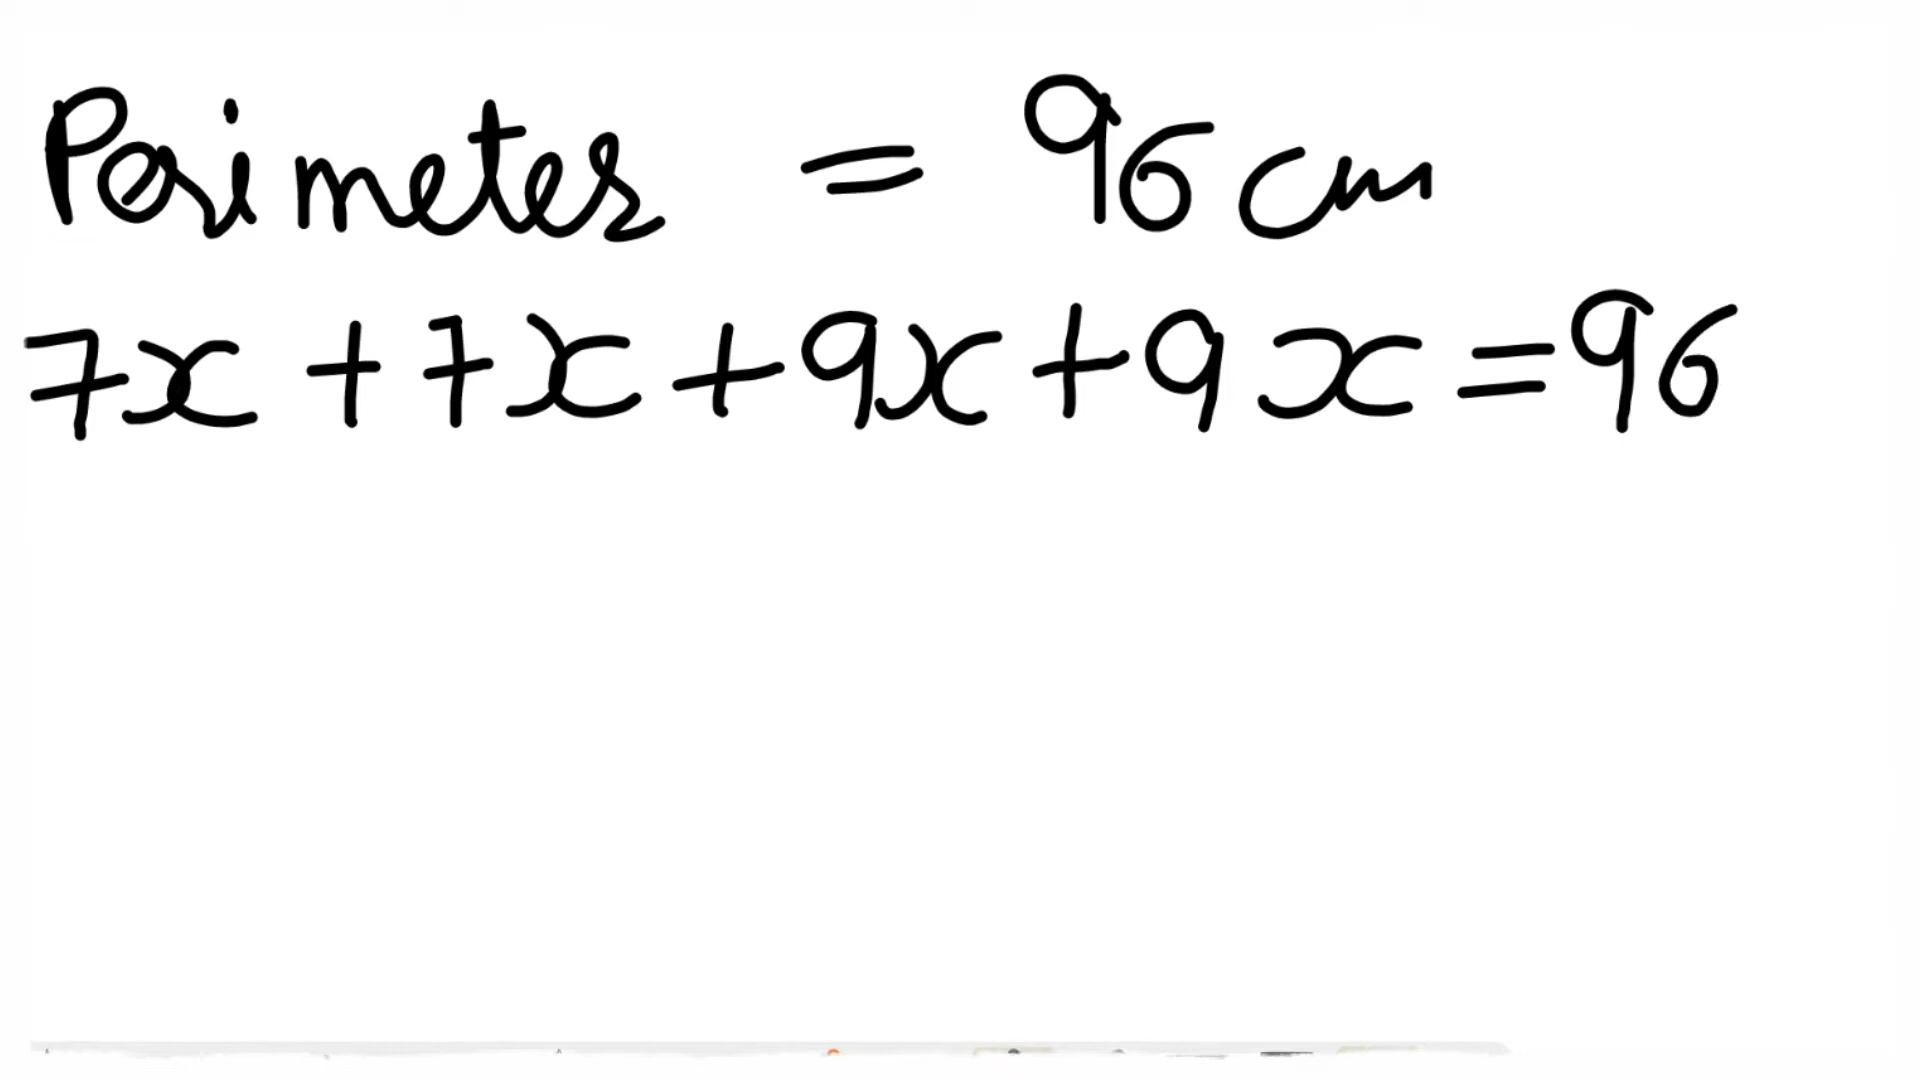 Perimeter = 96 cm
7x + 7x + 9x + 9x = 96